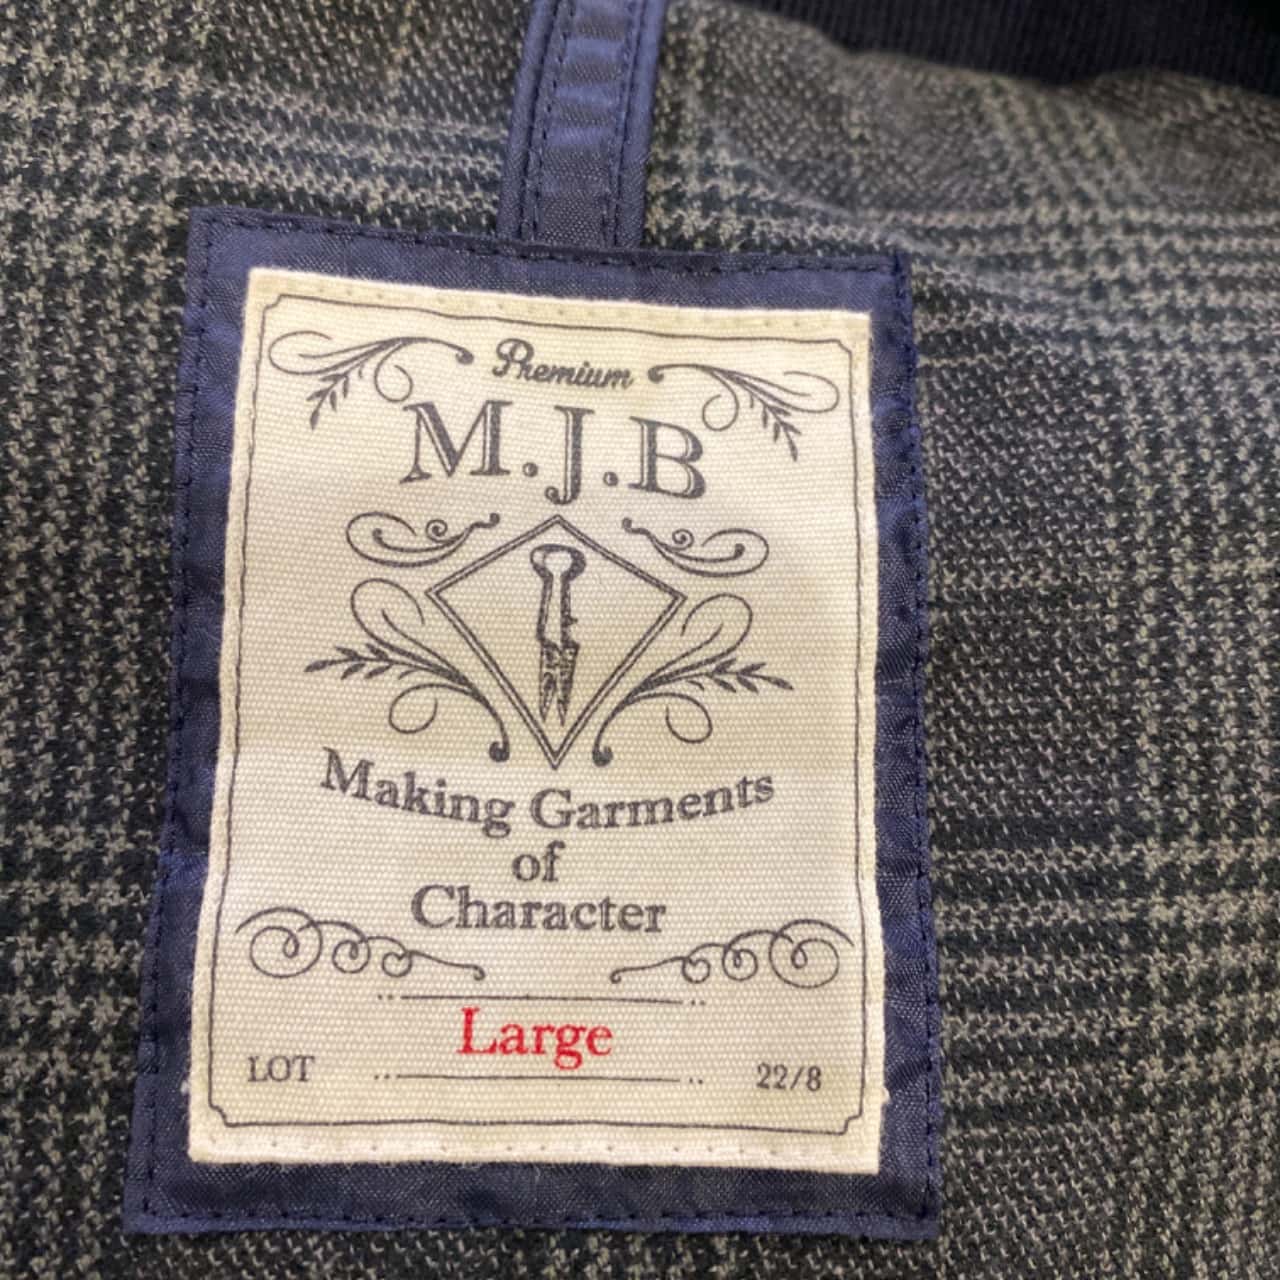 Premium
M.J.B
Making Garments
of
Character
Large
LOT 22/8